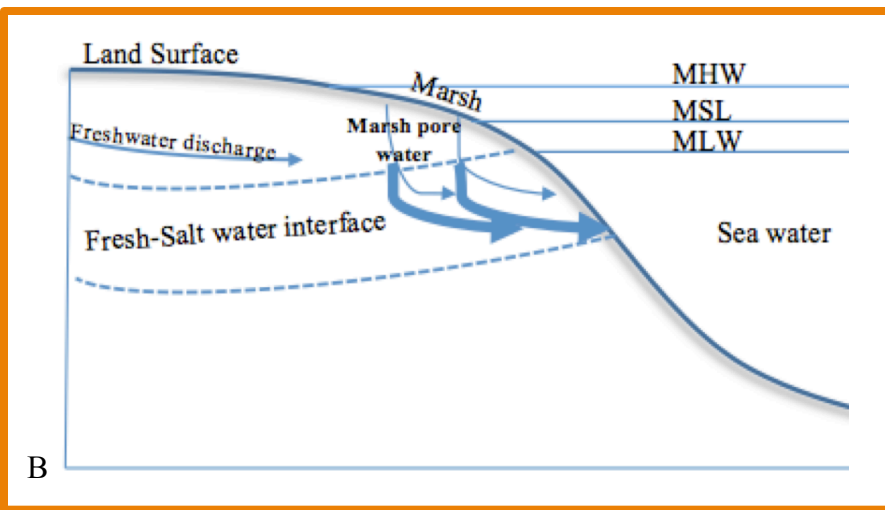 Land Surface
MHW
Marsh
MSL
Marsh pore
water
MLW
Freshwater discharge
Fresh-Salt water interface
Sea water
B